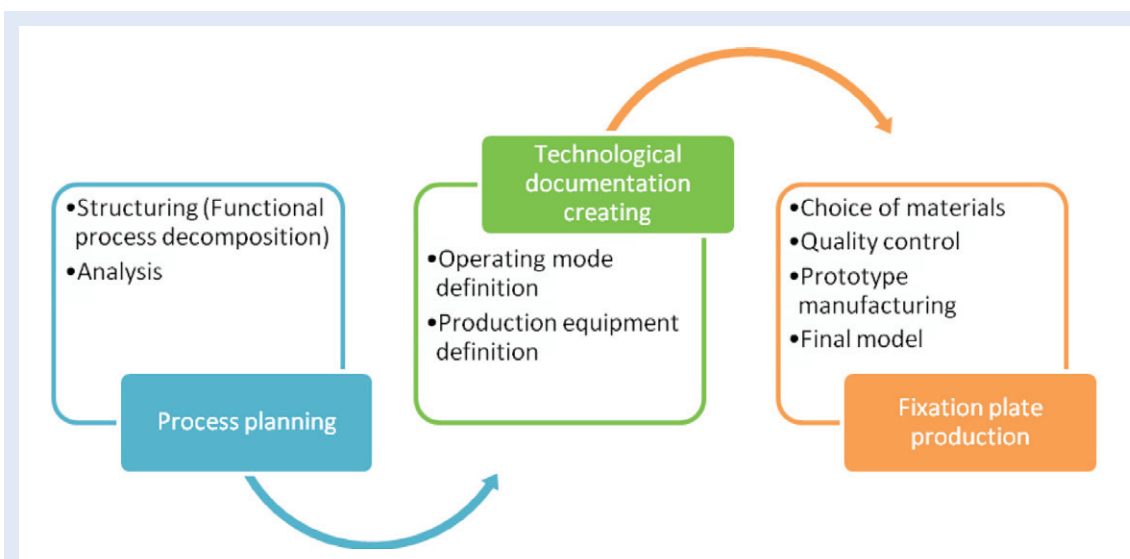 •Structuring (Functional
process decomposition)
•Analysis
Process planning
Technological
documentation
creating
•Operating mode
definition
•Production equipment
definition
•Choice of materials
•Quality control
•Prototype
manufacturing
•Final model
Fixation plate
production